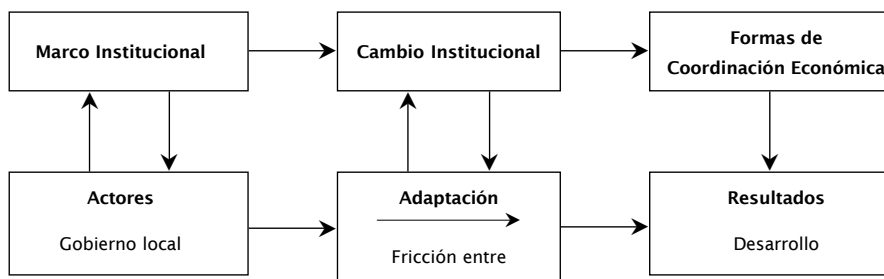 Marco Institucional
Cambio Institucional
Formas de
Coordinación Económica
Actores
Gobierno local
Adaptación
Fricción entre
Resultados
Desarrollo